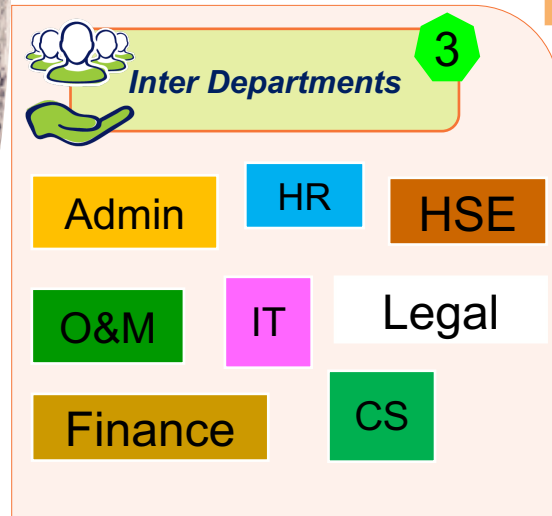 3
Inter Departments
Admin
HR
HSE
O&M
IT
Legal
Finance
CS